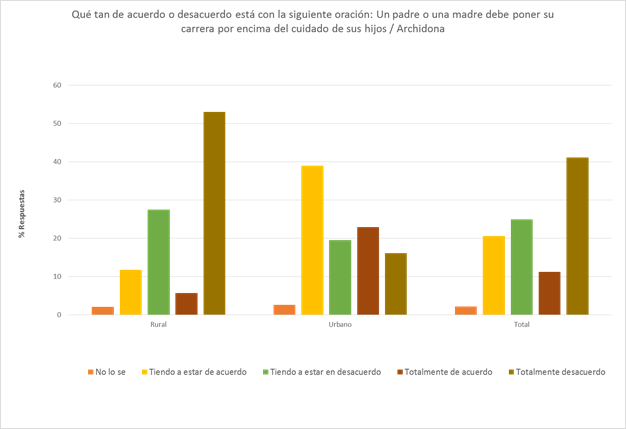 Qué tan de acuerdo o desacuerdo está con la siguiente oración: Un padre o una madre debe poner su
carrera por encima del cuidado de sus hijos / Archidona
60
50
40
30
20
10
0
% Respuestas
Rural
Urbano
Total
No lo se
Tiendo a estar de acuerdo
Tiendo a estar en desacuerdo
Totalmente de acuerdo
Totalmente desacuerdo